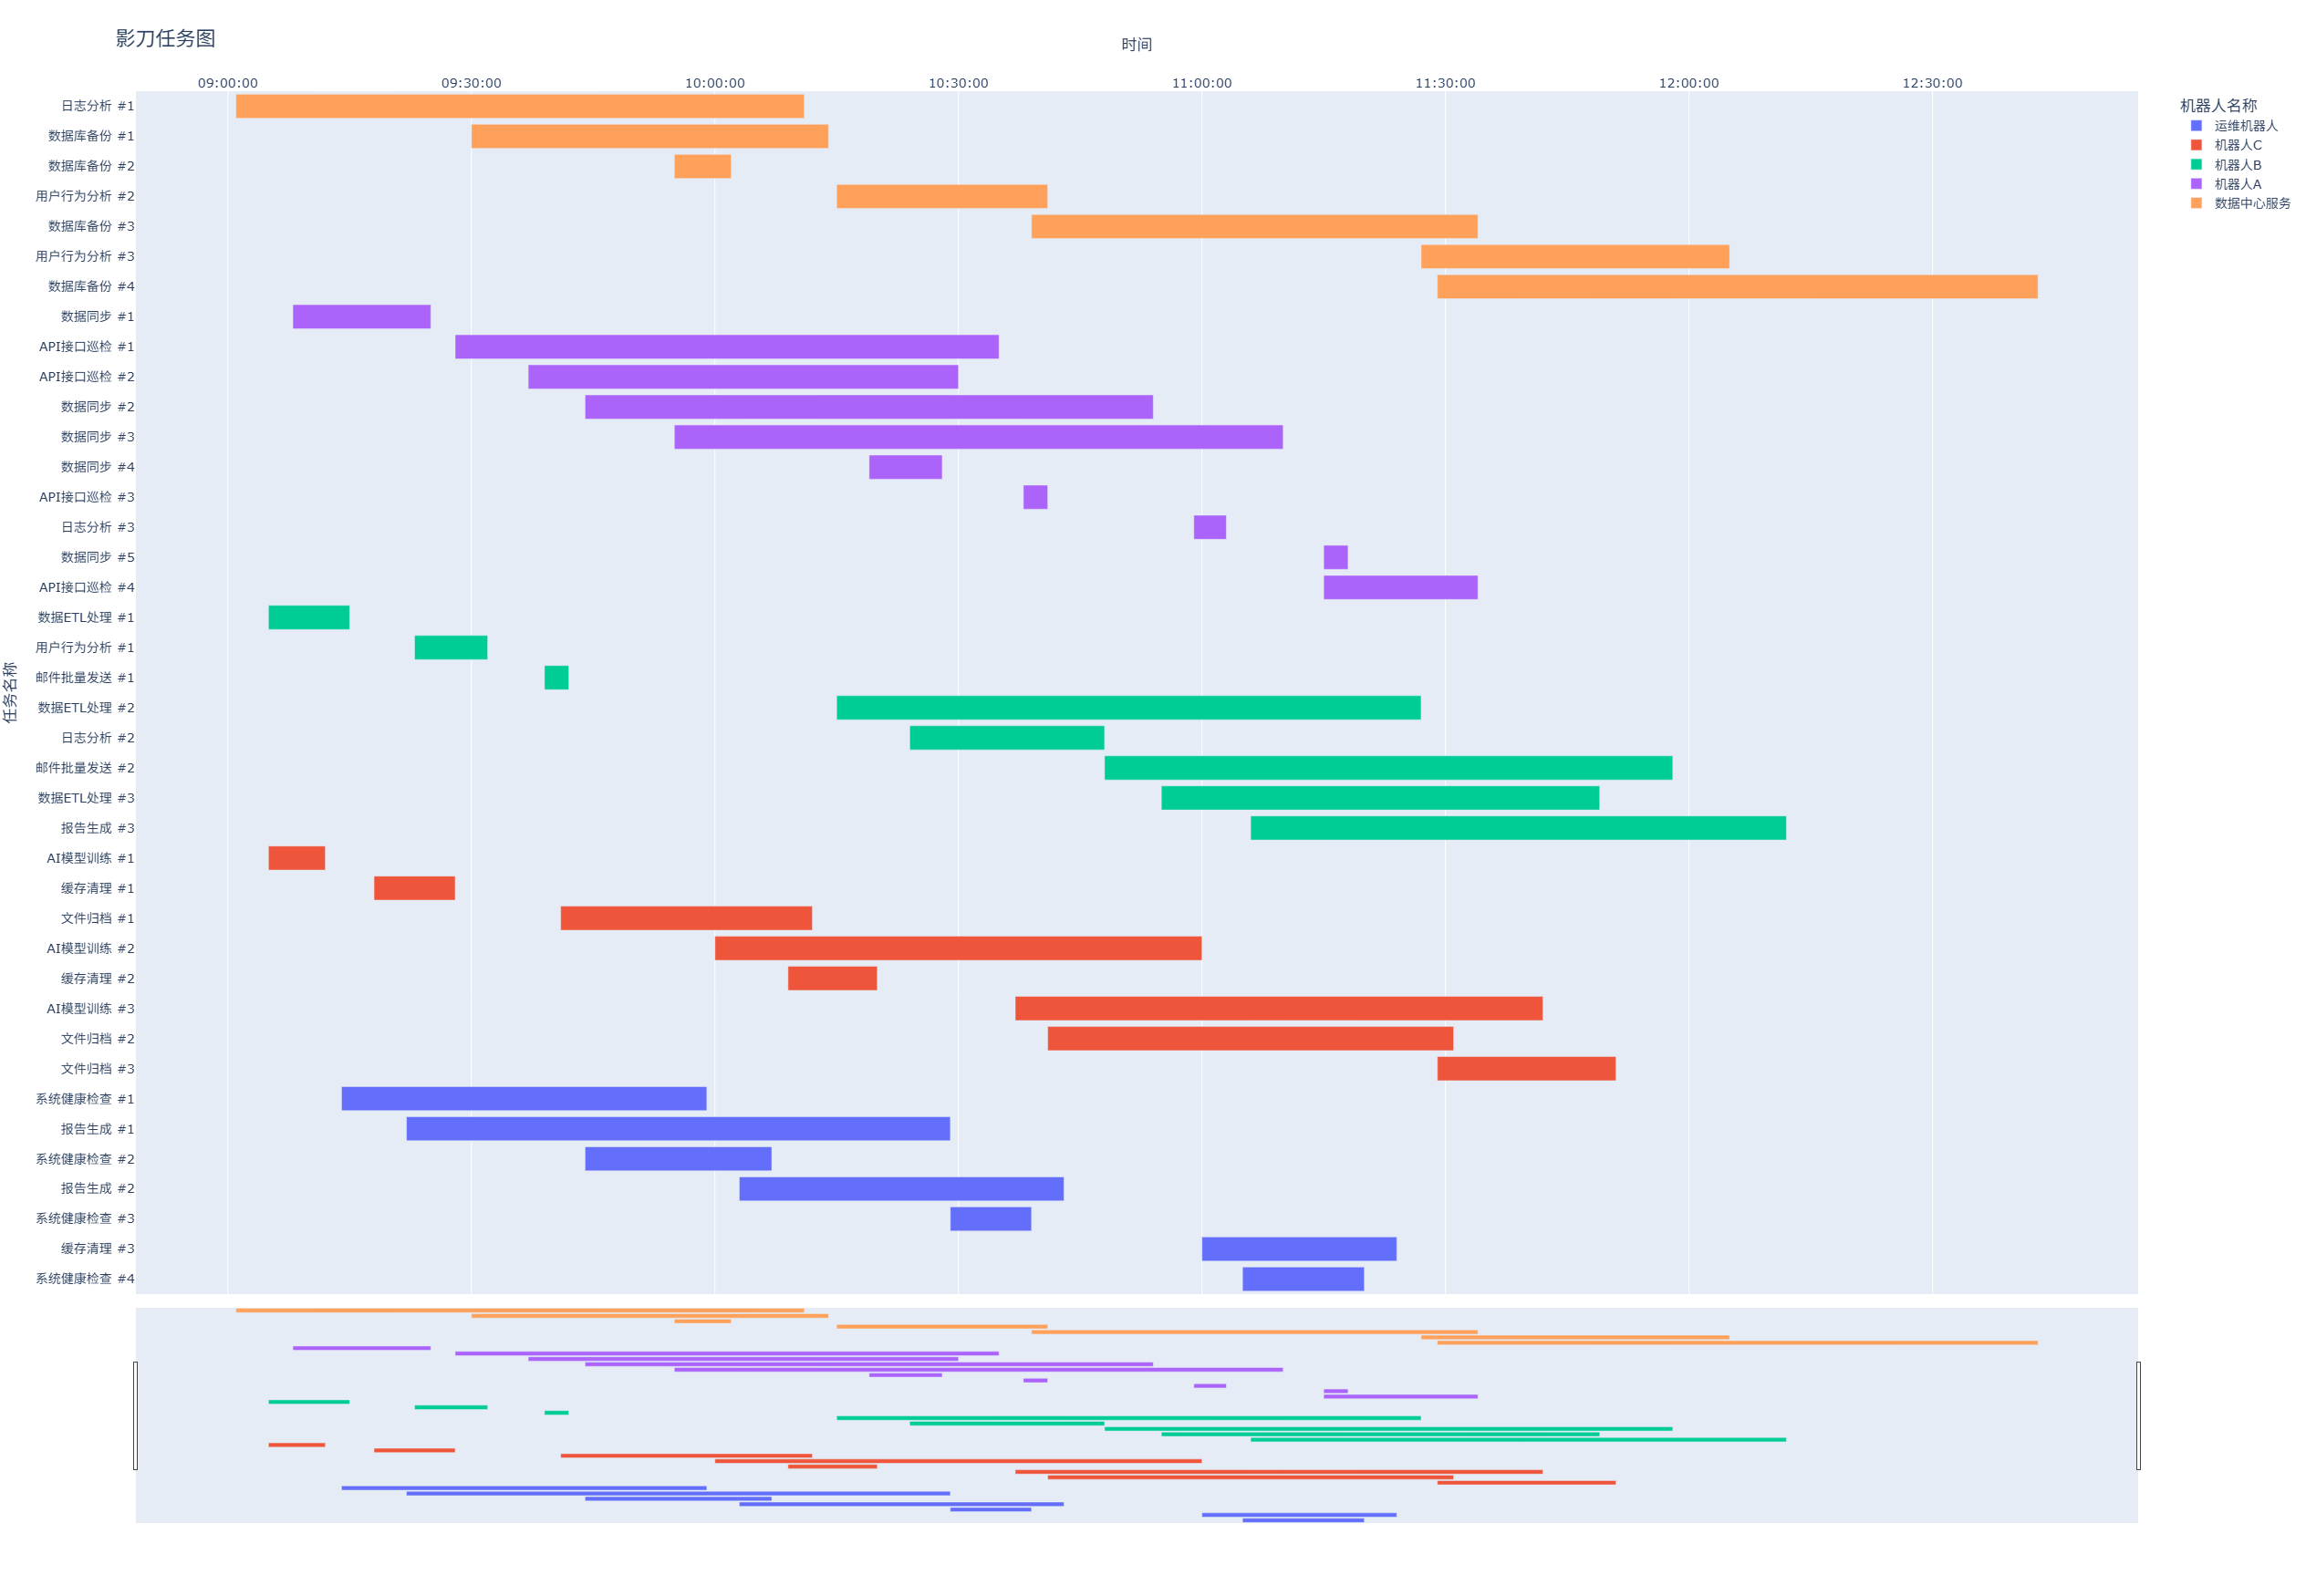 影刀任务图
时间
09:00:00
09:30:00
10:00:00
10:30:00
11:00:00
11:30:00
12:00:00
12:30:00
日志分析 #1
数据库备份 #1
数据库备份 #2
用户行为分析 #2
数据库备份 #3
用户行为分析 #3
数据库备份 #4
数据同步 #1
API接口巡检 #1
API接口巡检 #2
数据同步 #2
数据同步 #3
数据同步 #4
API接口巡检 #3
日志分析 #3
数据同步 #5
API接口巡检 #4
数据ETL处理 #1
用户行为分析 #1
邮件批量发送 #1
数据ETL处理 #2
日志分析 #2
邮件批量发送 #2
数据ETL处理 #3
报告生成 #3
AI模型训练 #1
缓存清理 #1
文件归档 #1
AI模型训练 #2
缓存清理 #2
AI模型训练 #3
文件归档 #2
文件归档 #3
系统健康检查 #1
报告生成 #1
系统健康检查 #2
报告生成 #2
系统健康检查 #3
缓存清理 #3
系统健康检查 #4
任务名称
机器人名称
运维机器人
机器人C
机器人B
机器人A
数据中心服务